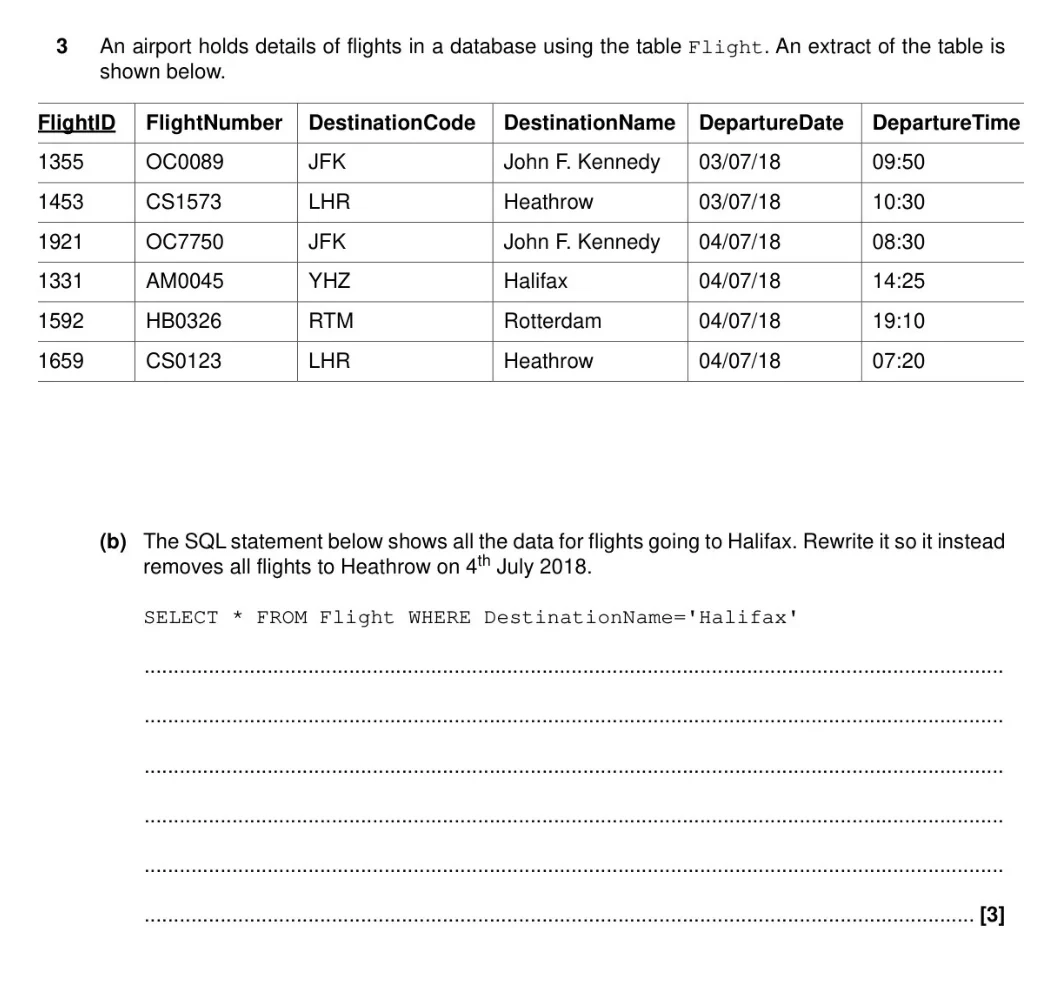 3 An airport holds details of flights in a database using the table Flight. An extract of the table is
shown below.
FlightID FlightNumber DestinationCode DestinationName DepartureDate DepartureTime
1355 OC0089 JFK John F. Kennedy 03/07/18 09:50
1453 CS1573 LHR Heathrow 03/07/18 10:30
1921 OC7750 JFK John F. Kennedy 04/07/18 08:30
1331 AM0045 YHZ Halifax 04/07/18 14:25
1592 HB0326 RTM Rotterdam 04/07/18 19:10
1659 CS0123 LHR Heathrow 04/07/18 07:20
(b) The SQL statement below shows all the data for flights going to Halifax. Rewrite it so it instead
removes all flights to Heathrow on 4th July 2018.
SELECT * FROM Flight WHERE DestinationName='Halifax'
[3]